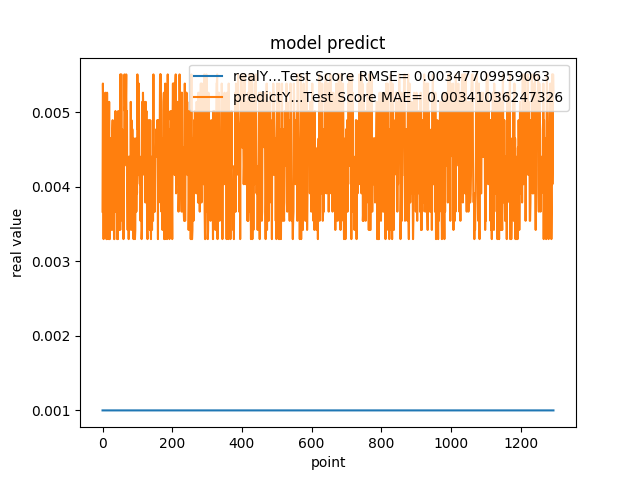 model predict
realY...Test Score RMSE= 0.00347709959063
predictY...Test Score MAE= 0.00341036247326
0.005
0.004
0.003
0.002
0.001
real value
0 200 400 600 800 1000 1200
point